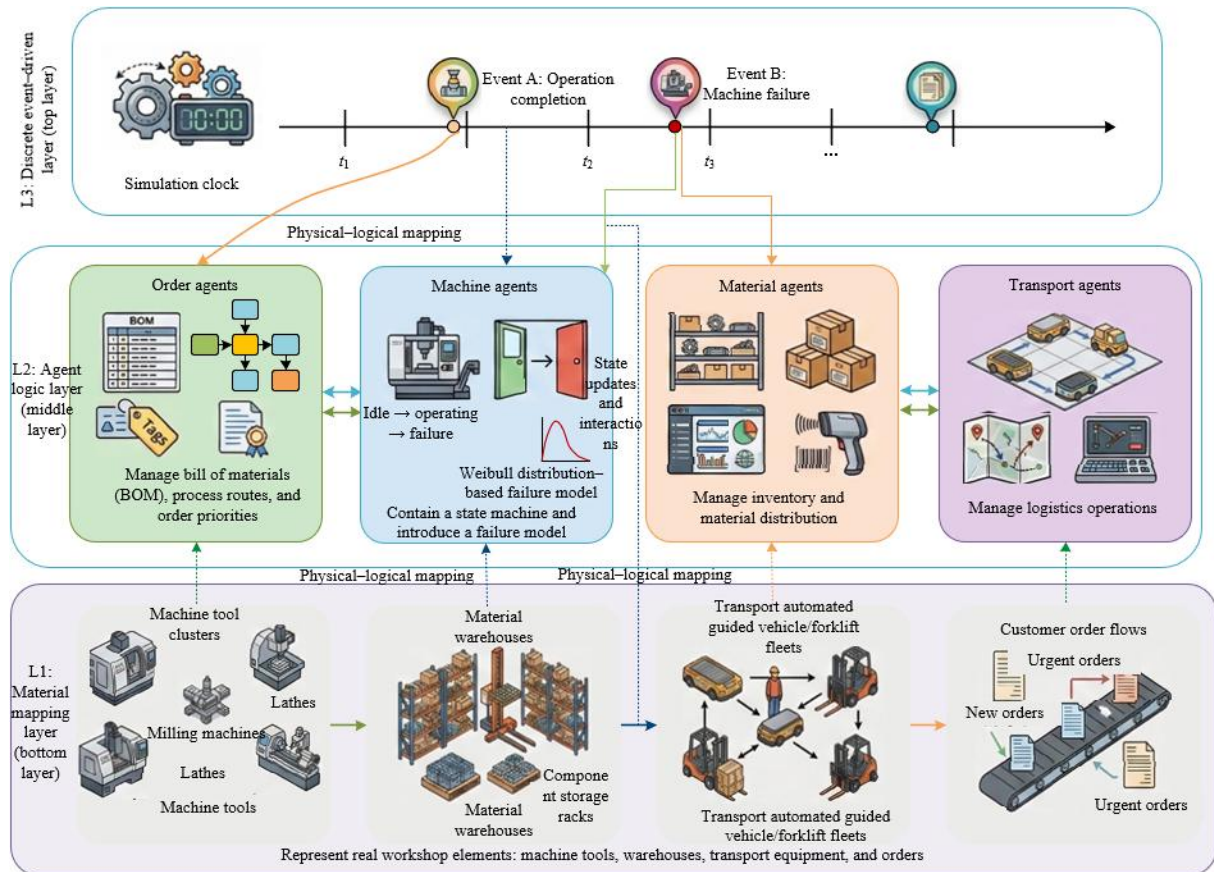 L3: Discrete event–driven
layer (top layer)
10:00
Simulation clock
Event A: Operation
completion
Event B:
Machine failure
t1
t2
t3
...
Physical–logical mapping
L2: Agent
logic layer
(middle
layer)
Order agents
BOM
Tags
Manage bill of materials
(BOM), process routes, and
order priorities
Machine agents
Idle → operating
→ failure
State
updates
and
interactio
ns
Weibull distribution–
based failure model
Contain a state machine and
introduce a failure model
Material agents
Manage inventory and
material distribution
Transport agents
Manage logistics operations
Physical–logical mapping
Physical–logical mapping
L1:
Material
mapping
layer
(bottom
layer)
Machine tool
clusters
Lathes
Milling machines
Lathes
Machine tools
Material
warehouses
Compone
nt storage
racks
Material
warehouses
Transport automated
guided vehicle/forklift
fleets
Transport automated guided
vehicle/forklift fleets
Customer order flows
Urgent orders
New orders
Urgent orders
Represent real workshop elements: machine tools, warehouses, transport equipment, and orders